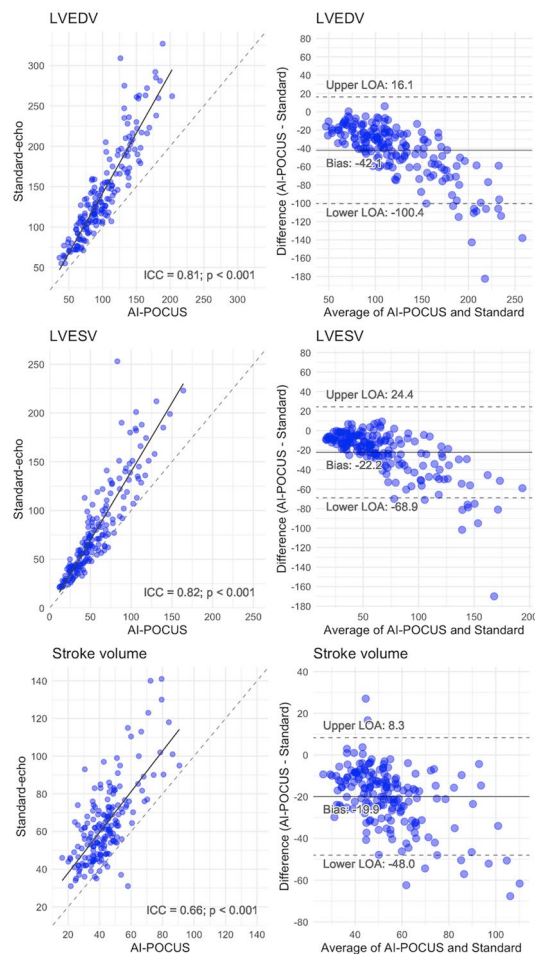 LVEDV
Standard-echo
300
250
200
150
100
50
50 100 150 200 250 300
ICC = 0.81; p < 0.001
AI-POCUS
Difference (AI-POCUS - Standard)
80
60
40
20
0
-20
-40
-60
-80
-100
-120
-140
-160
-180
Upper LOA: 16.1
Bias: -42.1
Lower LOA: -100.4
50 100 150 200 250
Average of AI-POCUS and Standard
LVESV
Standard-echo
250
200
150
100
50
0
0 50 100 150 200 250
ICC = 0.82; p < 0.001
AI-POCUS
LVESV
Difference (AI-POCUS - Standard)
80
60
40
20
0
-20
-40
-60
-80
-100
-120
-140
-160
-180
Upper LOA: 24.4
Bias: -22.2
Lower LOA: -68.9
50 100 150 200
Average of AI-POCUS and Standard
Stroke volume
Standard-echo
140
120
100
80
60
40
20
20 40 60 80 100 120 140
ICC = 0.66; p < 0.001
AI-POCUS
Stroke volume
Difference (AI-POCUS - Standard)
40
20
0
-20
-40
-60
-80
Upper LOA: 8.3
Bias: -19.9
Lower LOA: -48.0
40 60 80 100
Average of AI-POCUS and Standard